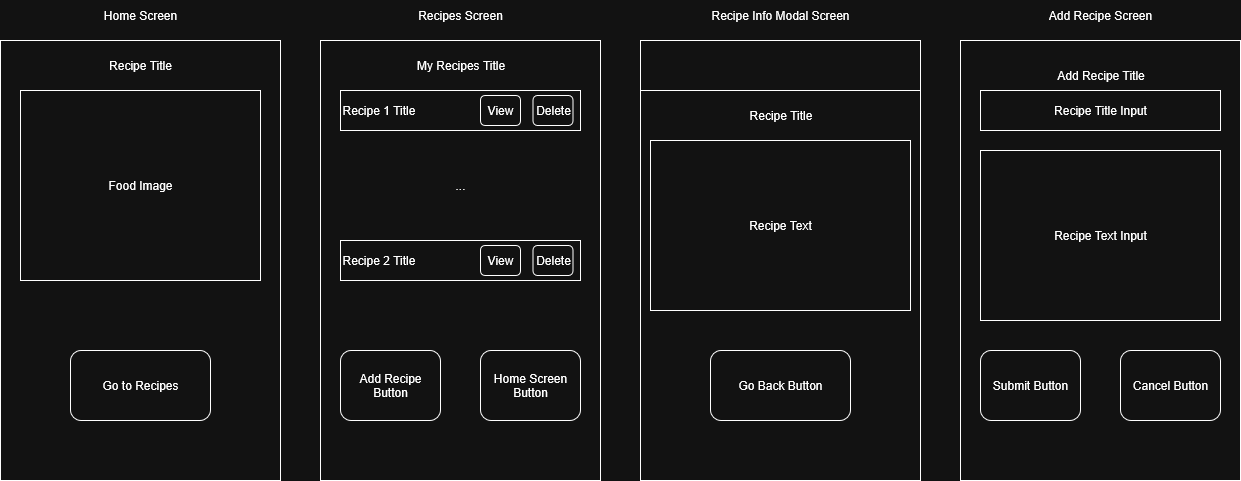 Home Screen
Recipe Title
Food Image
Go to Recipes
Recipes Screen
My Recipes Title
Recipe 1 Title
View
Delete
...
Recipe 2 Title
View
Delete
Add Recipe
Button
Home Screen
Button
Recipe Info Modal Screen
Recipe Title
Recipe Text
Go Back Button
Add Recipe Screen
Add Recipe Title
Recipe Title Input
Recipe Text Input
Submit Button
Cancel Button